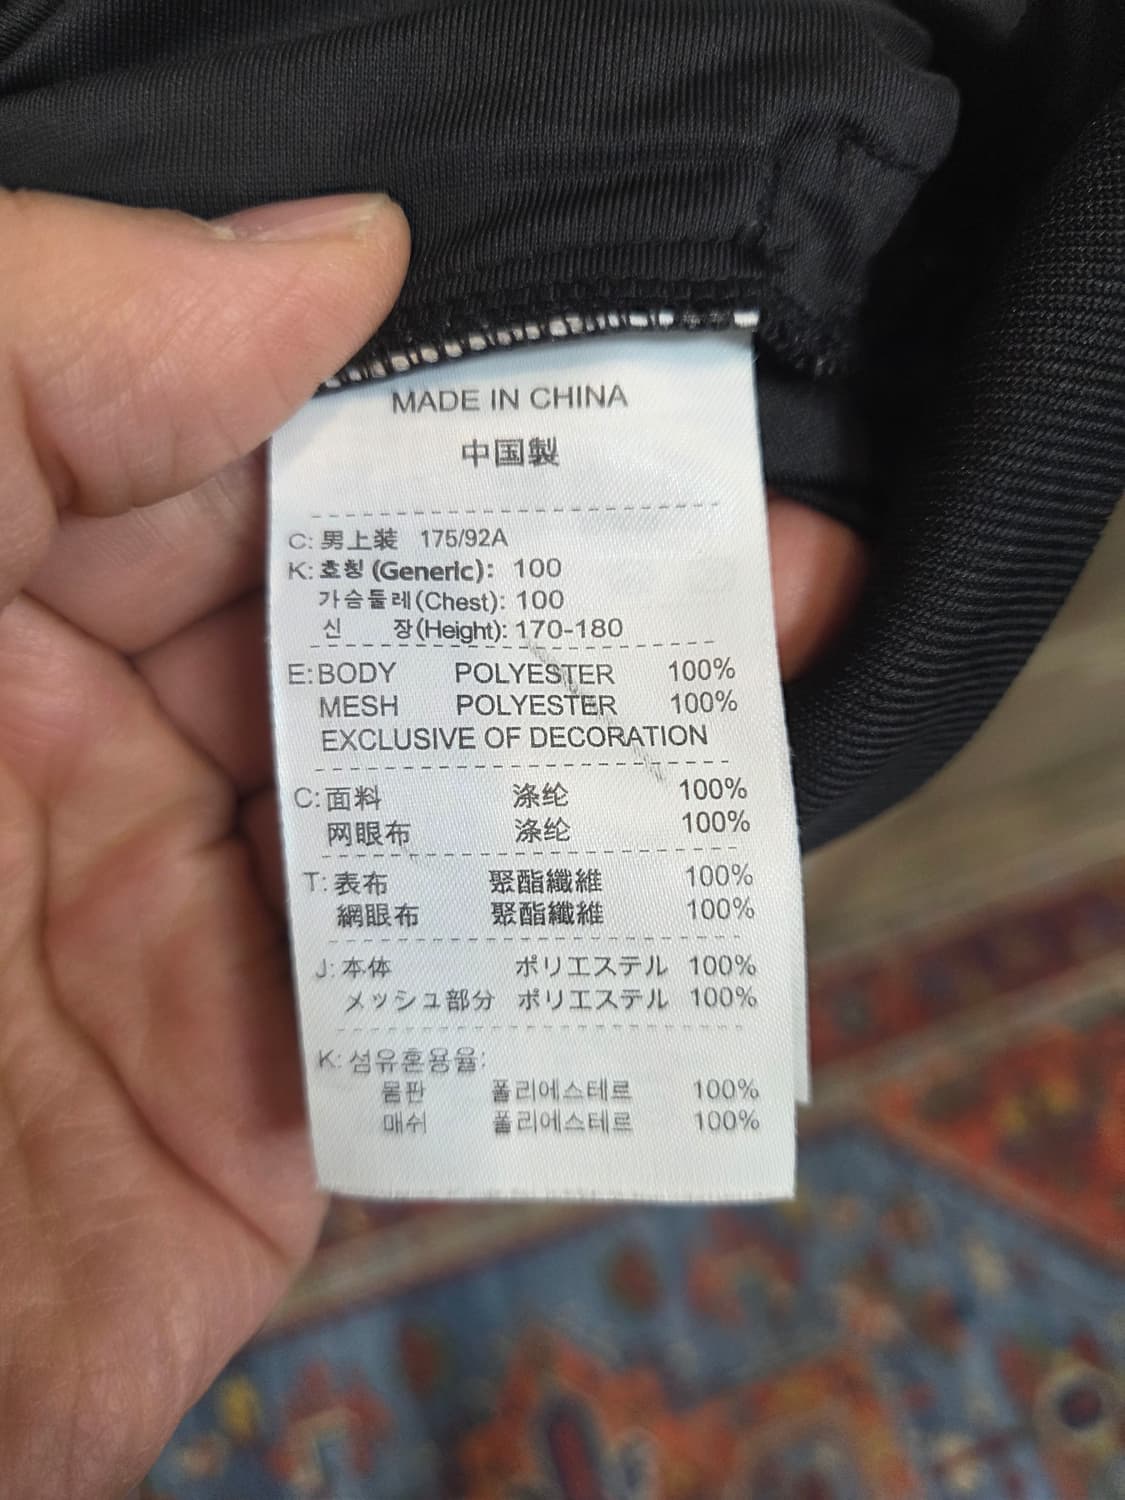 MADE IN CHINA
中国製
C: 男上装 175/92A
K: 호칭 (Generic): 100
가슴둘레(Chest): 100
신 장(Height): 170-180
E: BODY POLYESTER 100%
MESH POLYESTER 100%
EXCLUSIVE OF DECORATION
C: 面料 涤纶 100%
网眼布 涤纶 100%
T: 表布 聚酯纖維 100%
網眼布 聚酯纖維 100%
J: 本体 ポリエステル 100%
メッシュ部分 ポリエステル 100%
K: 섬유혼용율:
몸판 폴리에스테르 100%
매쉬 폴리에스테르 100%